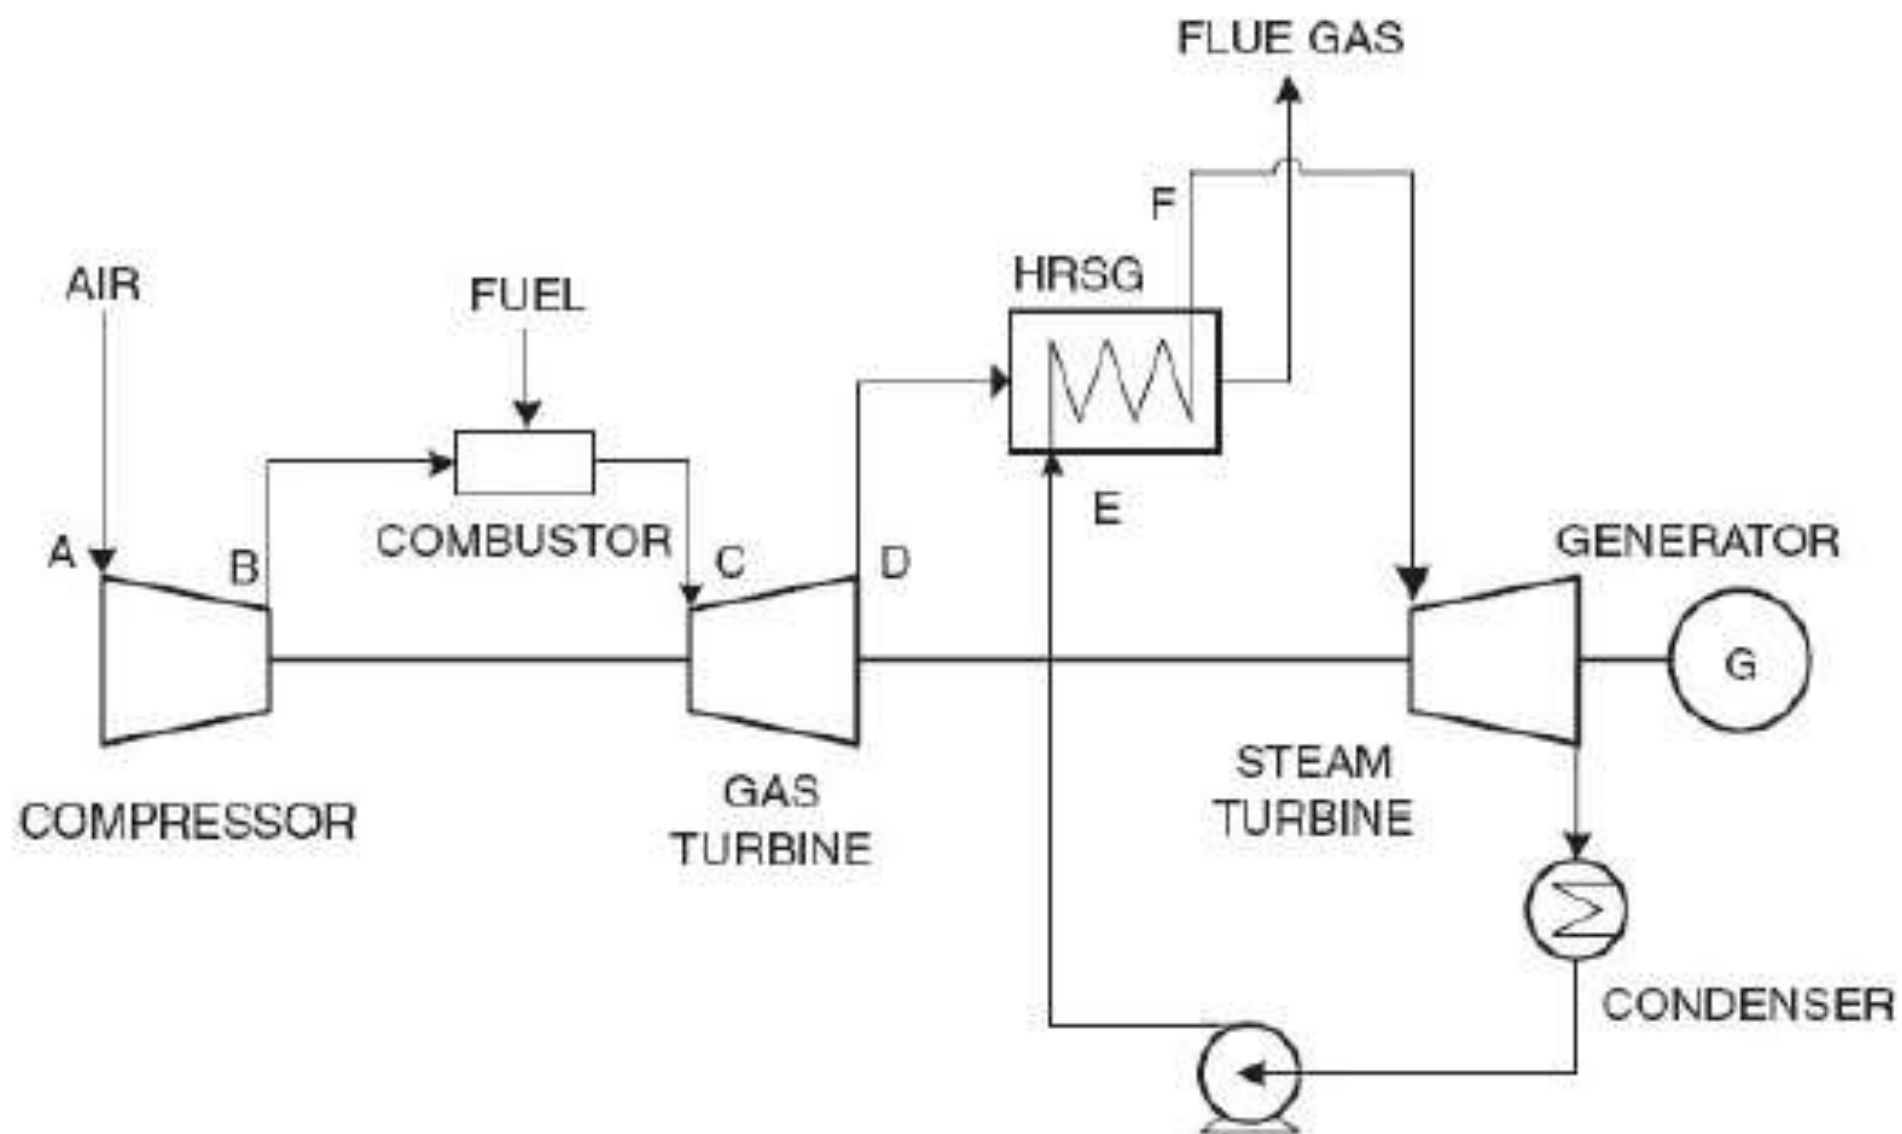 FLUE GAS
F
AIR
FUEL
HRSG
A
B
COMBUSTOR
C
D
E
GENERATOR
G
COMPRESSOR
GAS
TURBINE
STEAM
TURBINE
CONDENSER